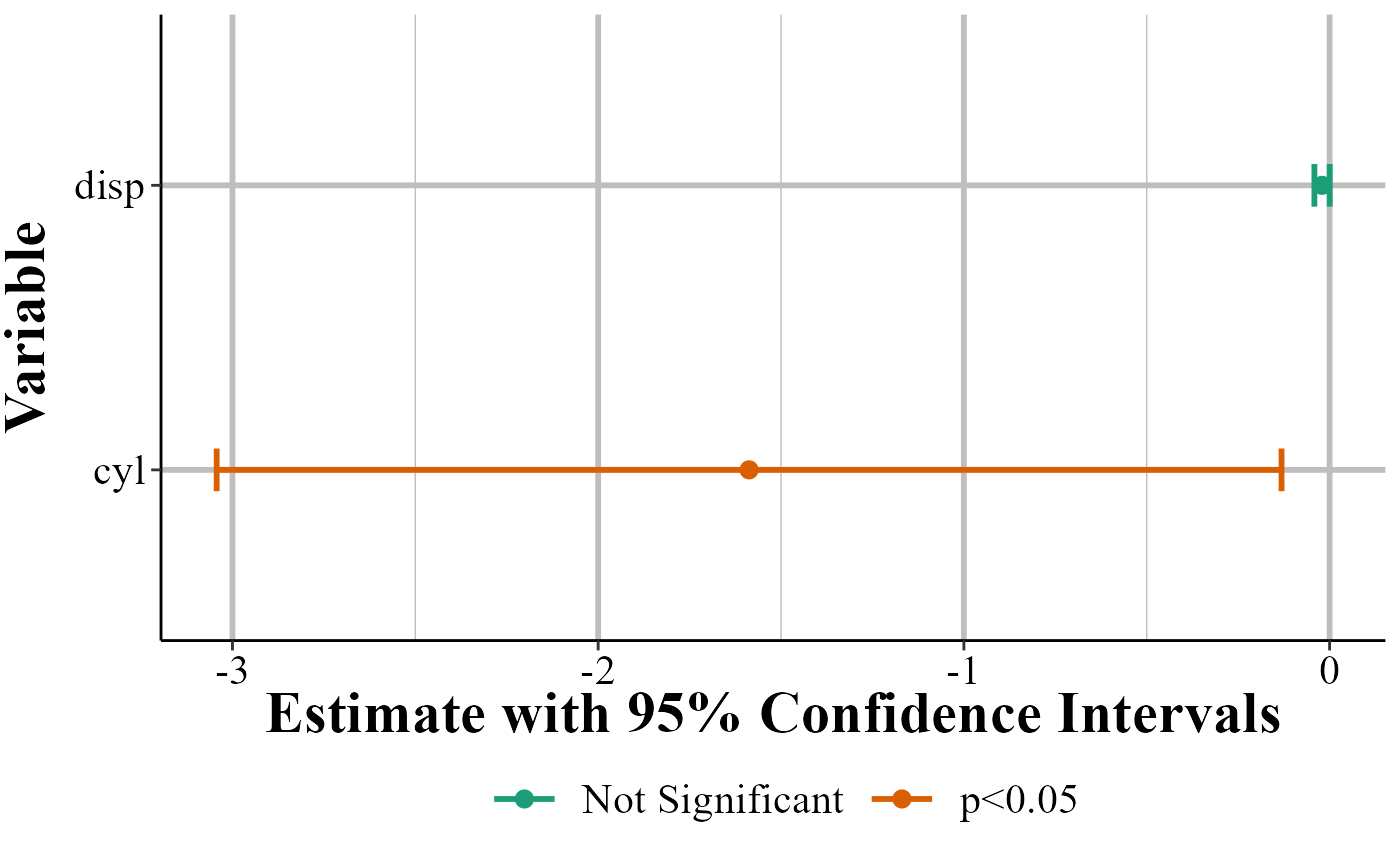 Variable
disp
cyl
-3 -2 -1 0
Estimate with 95% Confidence Intervals
Not Significant p<0.05